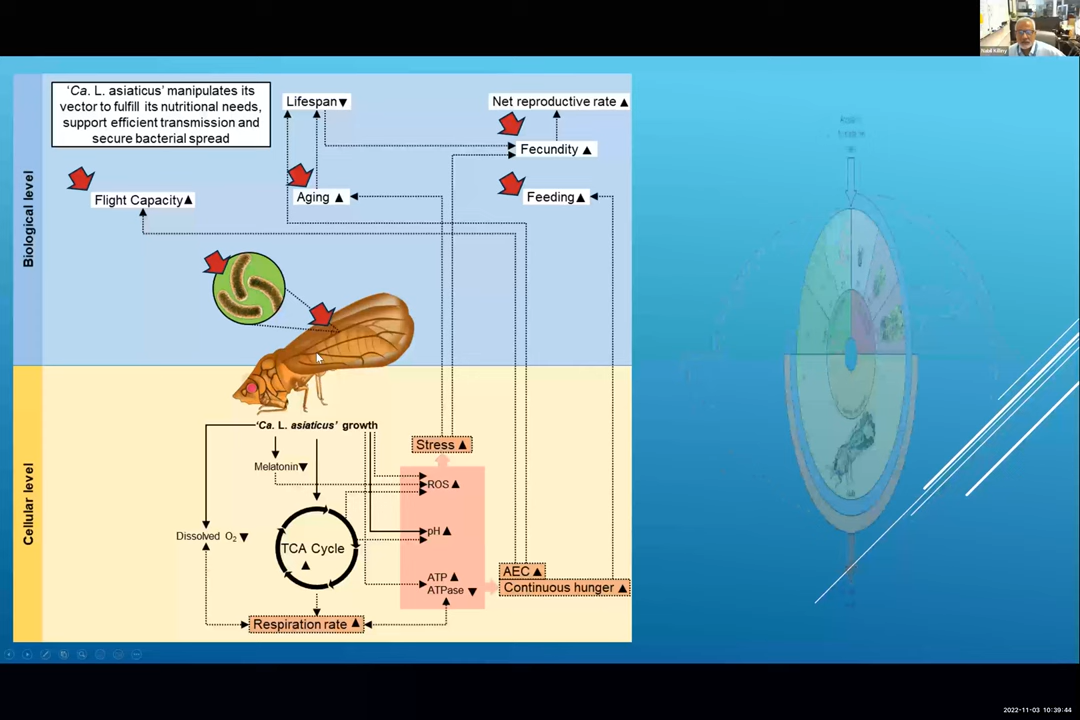 'Ca. L. asiaticus' manipulates its
vector to fulfill its nutritional needs,
support efficient transmission and
secure bacterial spread
Lifespan▼
Net reproductive rate ▲
Fecundity ▲
Flight Capacity▲
Aging ▲
Feeding▲
Biological level
'Ca. L. asiaticus' growth
Stress ▲
Melatonin▼
ROS ▲
Cellular level
Dissolved O2 ▼
TCA Cycle
▲
pH ▲
ATP ▲
ATPase ▼
AEC ▲
Continuous hunger ▲
Respiration rate ▲
Nabil Killiny
2022-11-03 10:39:44